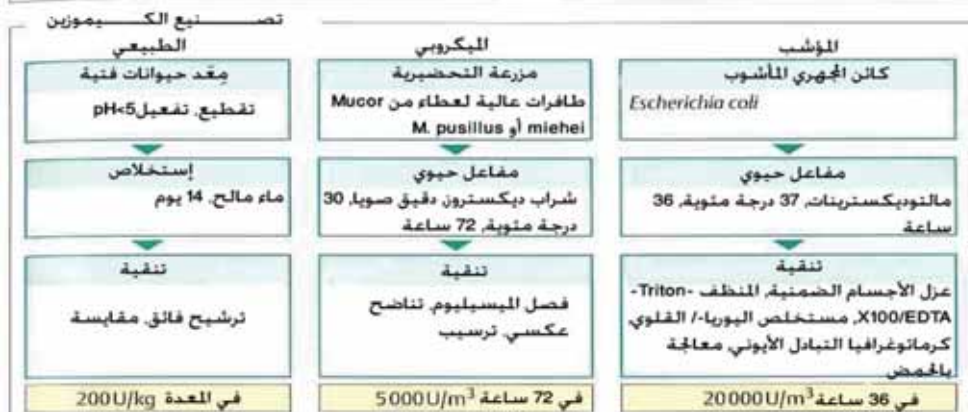 تصنيع الكيموزين
المؤشب
كائن المجهري المأشوب
Escherichia coli
مفاعل حيوي
مالتوديكسترينات, 37 درجة مئوية, 36
ساعة
تنقية
عزل الأجسام الضمنية, المنظف -Triton-
X100/EDTA, مستخلص اليوريا-/ القلوي,
كرماتوغرافيا التبادل الأيوني, معالجة
بالحمض
في 36 ساعة 20000U/m³
الميكروبي
مزرعة التحضيرية
طافرات عالية لعطاء من Mucor
miehei أو M. pusillus
مفاعل حيوي
شراب ديكستروز, دقيق صويا, 30
درجة مئوية, 72 ساعة
تنقية
فصل الميسيليوم, تناضح
عكسي, ترسيب
في 72 ساعة 5000U/m³
الطبيعي
مِعَد حيوانات فتية
تقطيع, تفعيل pH<5
إستخلاص
ماء مالح, 14 يوم
تنقية
ترشيح فائق, مقايسة
في المعدة 200U/kg